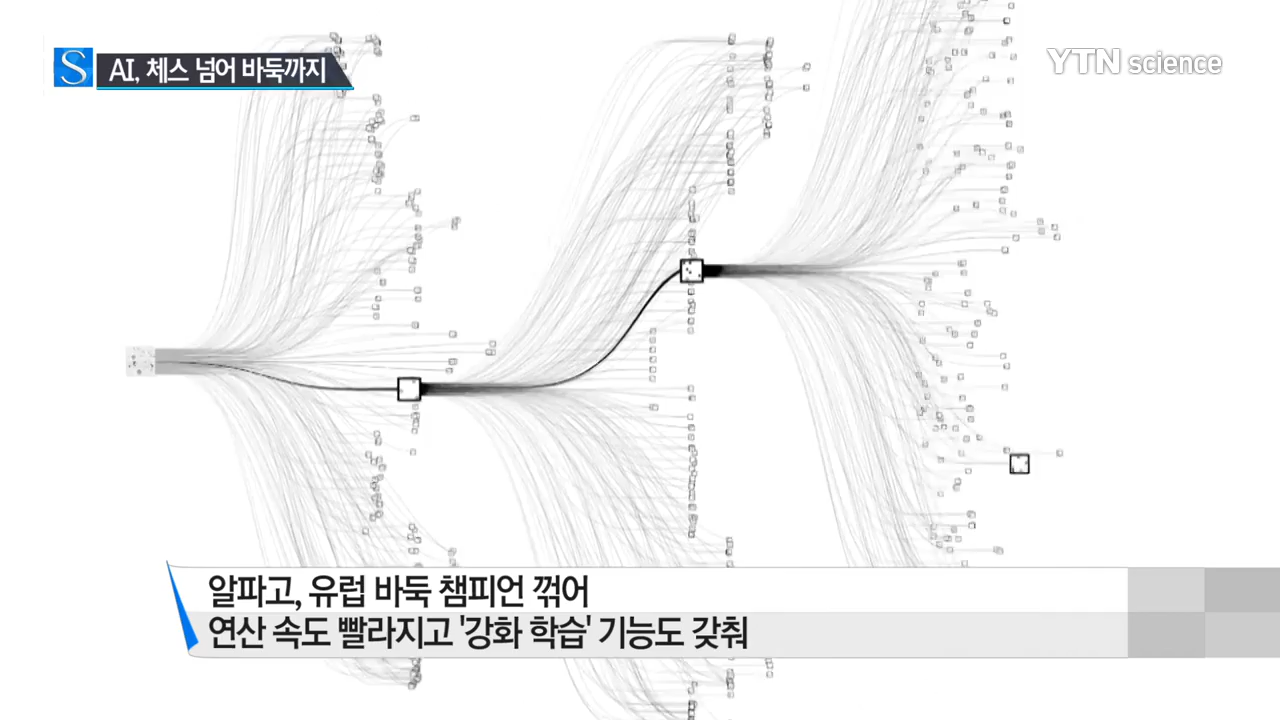 S AI, 체스 넘어 바둑까지
YTN science
알파고, 유럽 바둑 챔피언 꺾어
연산 속도 빨라지고 '강화 학습' 기능도 갖춰